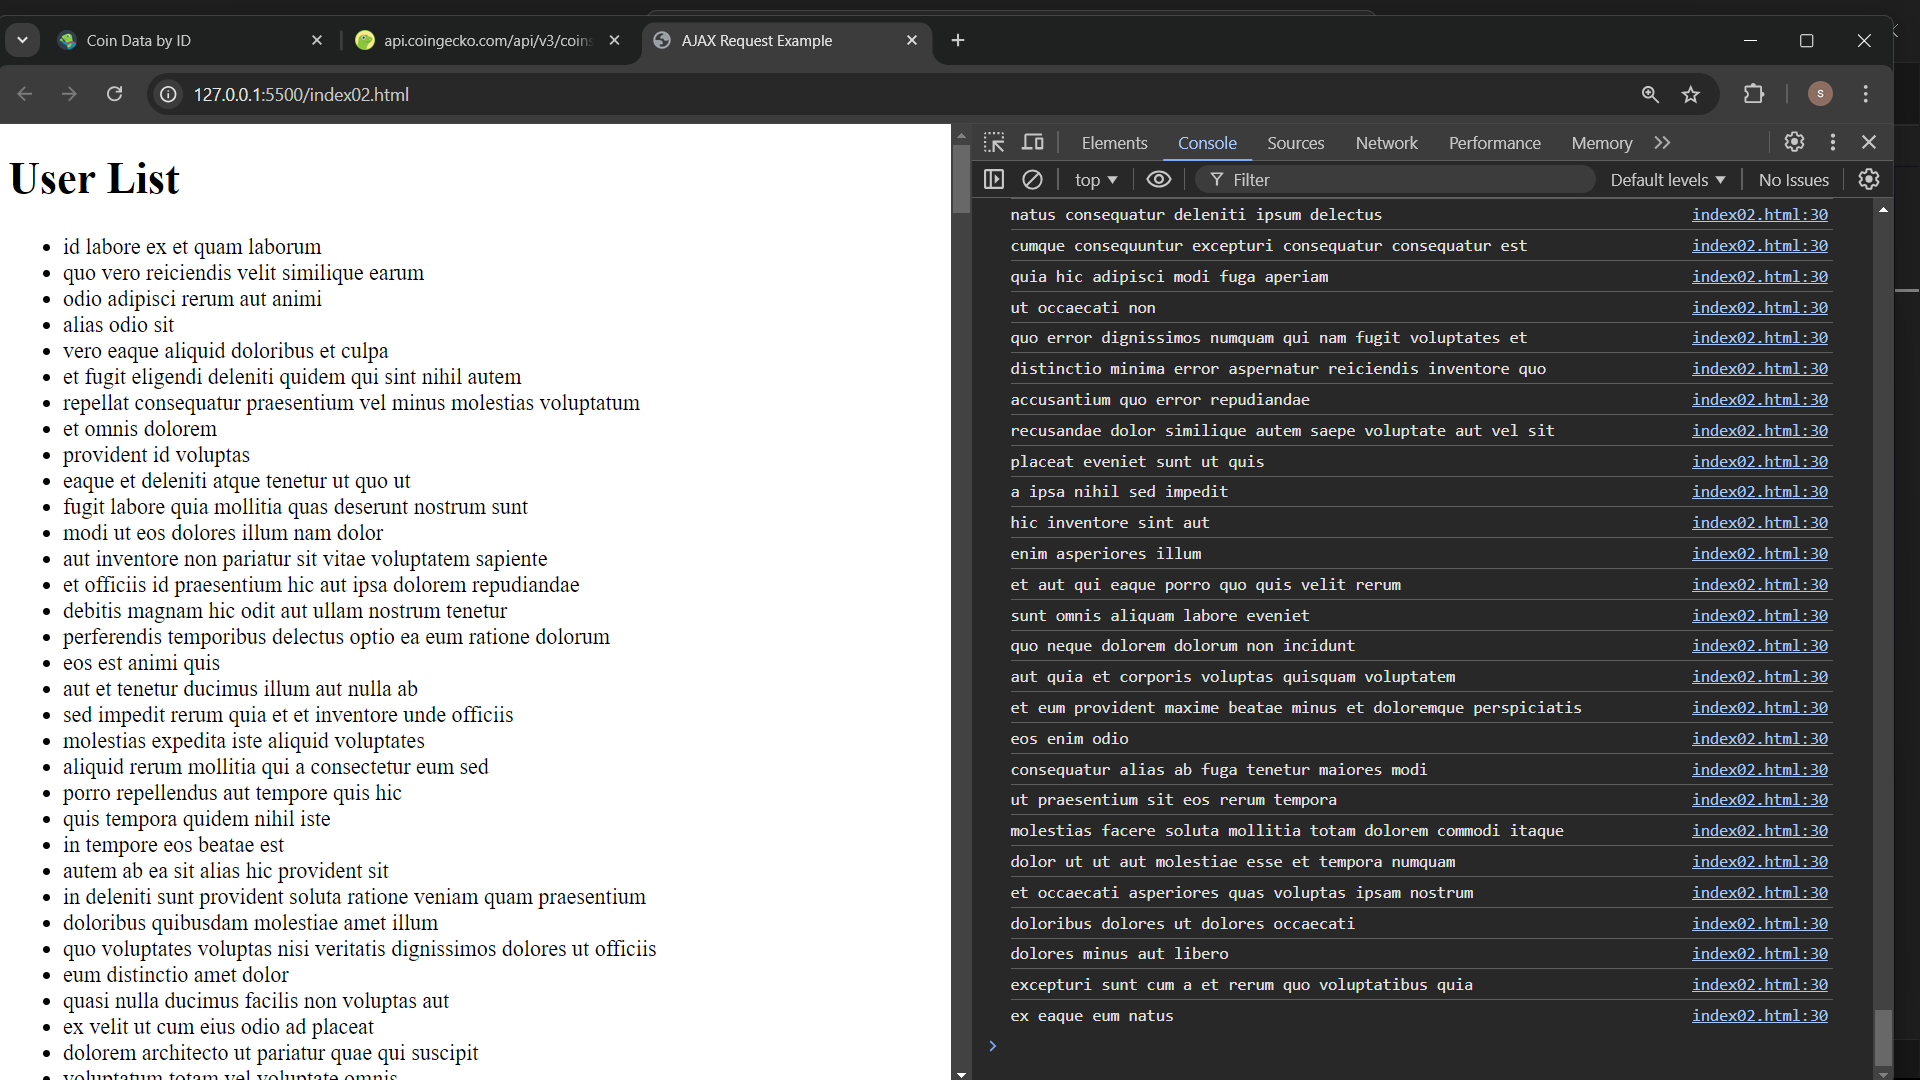 Coin Data by ID
api.coingecko.com/api/v3/coins
AJAX Request Example
127.0.0.1:5500/index02.html
s
User List
id labore ex et quam laborum
quo vero reiciendis velit similique earum
odio adipisci rerum aut animi
alias odio sit
vero eaque aliquid doloribus et culpa
et fugit eligendi deleniti quidem qui sint nihil autem
repellat consequatur praesentium vel minus molestias voluptatum
et omnis dolorem
provident id voluptas
eaque et deleniti atque tenetur ut quo ut
fugit labore quia mollitia quas deserunt nostrum sunt
modi ut eos dolores illum nam dolor
aut inventore non pariatur sit vitae voluptatem sapiente
et officiis id praesentium hic aut ipsa dolorem repudiandae
debitis magnam hic odit aut ullam nostrum tenetur
perferendis temporibus delectus optio ea eum ratione dolorum
eos est animi quis
aut et tenetur ducimus illum aut nulla ab
sed impedit rerum quia et et inventore unde officiis
molestias expedita iste aliquid voluptates
aliquid rerum mollitia qui a consectetur eum sed
porro repellendus aut tempore quis hic
quis tempora quidem nihil iste
in tempore eos beatae est
autem ab ea sit alias hic provident sit
in deleniti sunt provident soluta ratione veniam quam praesentium
doloribus quibusdam molestiae amet illum
quo voluptates voluptas nisi veritatis dignissimos dolores ut officiis
eum distinctio amet dolor
quasi nulla ducimus facilis non voluptas aut
ex velit ut cum eius odio ad placeat
dolorem architecto ut pariatur quae qui suscipit
voluptatum totam vel voluptate omnis
Elements Console Sources Network Performance Memory
top Filter Default levels No Issues
natus consequatur deleniti ipsum delectus index02.html:30
cumque consequuntur excepturi consequatur consequatur est index02.html:30
quia hic adipisci modi fuga aperiam index02.html:30
ut occaecati non index02.html:30
quo error dignissimos numquam qui nam fugit voluptates et index02.html:30
distinctio minima error aspernatur reiciendis inventore quo index02.html:30
accusantium quo error repudiandae index02.html:30
recusandae dolor similique autem saepe voluptate aut vel sit index02.html:30
placeat eveniet sunt ut quis index02.html:30
a ipsa nihil sed impedit index02.html:30
hic inventore sint aut index02.html:30
enim asperiores illum index02.html:30
et aut qui eaque porro quo quis velit rerum index02.html:30
sunt omnis aliquam labore eveniet index02.html:30
quo neque dolorem dolorum non incidunt index02.html:30
aut quia et corporis voluptas quisquam voluptatem index02.html:30
et eum provident maxime beatae minus et doloremque perspiciatis index02.html:30
eos enim odio index02.html:30
consequatur alias ab fuga tenetur maiores modi index02.html:30
ut praesentium sit eos rerum tempora index02.html:30
molestias facere soluta mollitia totam dolorem commodi itaque index02.html:30
dolor ut ut aut molestiae esse et tempora numquam index02.html:30
et occaecati asperiores quas voluptas ipsam nostrum index02.html:30
doloribus dolores ut dolores occaecati index02.html:30
dolores minus aut libero index02.html:30
excepturi sunt cum a et rerum quo voluptatibus quia index02.html:30
ex eaque eum natus index02.html:30